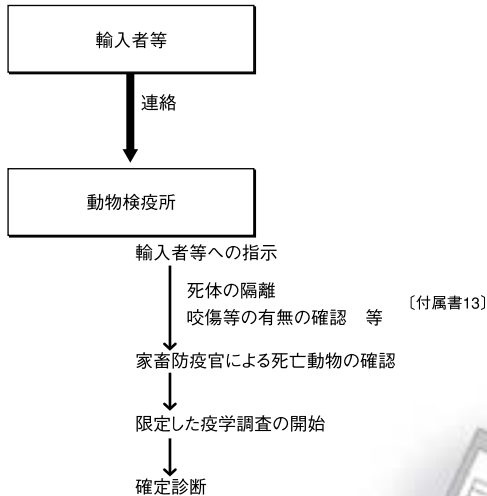 輸入者等
連絡
動物検疫所
輸入者等への指示
死体の隔離
咬傷等の有無の確認　等
〔付属書13〕
家畜防疫官による死亡動物の確認
限定した疫学調査の開始
確定診断